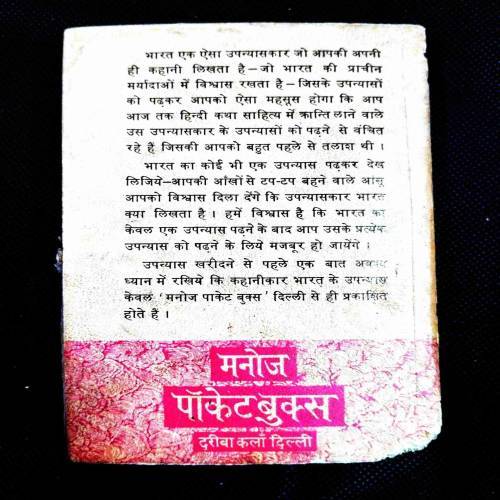 भारत एक ऐसा उपन्यासकार जो आपकी अपनी
ही कहानी लिखता है—जो भारत की प्राचीन
मर्यादाओं में विश्वास रखता है—जिसके उपन्यासों
को पढ़कर आपको ऐसा महसूस होगा कि आप
आज तक हिन्दी कथा साहित्य में क्रान्ति लाने वाले
उस उपन्यासकार के उपन्यासों को पढ़ने से वंचित
रहे हैं जिसकी आपको बहुत पहले से तलाश थी ।
भारत का कोई भी एक उपन्यास पढ़कर देख
लिजिये—आपकी आँखों से टप-टप बहने वाले आंसू
आपको विश्वास दिला देंगे कि उपन्यासकार भारत
क्या लिखता है । हमें विश्वास है कि भारत का
केवल एक उपन्यास पढ़ने के बाद आप उसके प्रत्येक
उपन्यास को पढ़ने के लिये मजबूर हो जायेंगे ।
उपन्यास खरीदने से पहले एक बात अवश्य
ध्यान में रखिये कि कहानीकार भारत के उपन्यास
केवल 'मनोज पाकेट बुक्स' दिल्ली से ही प्रकाशित
होते हैं ।
मनोज
पॉकेट बुक्स
दरीबा कलाँ दिल्ली